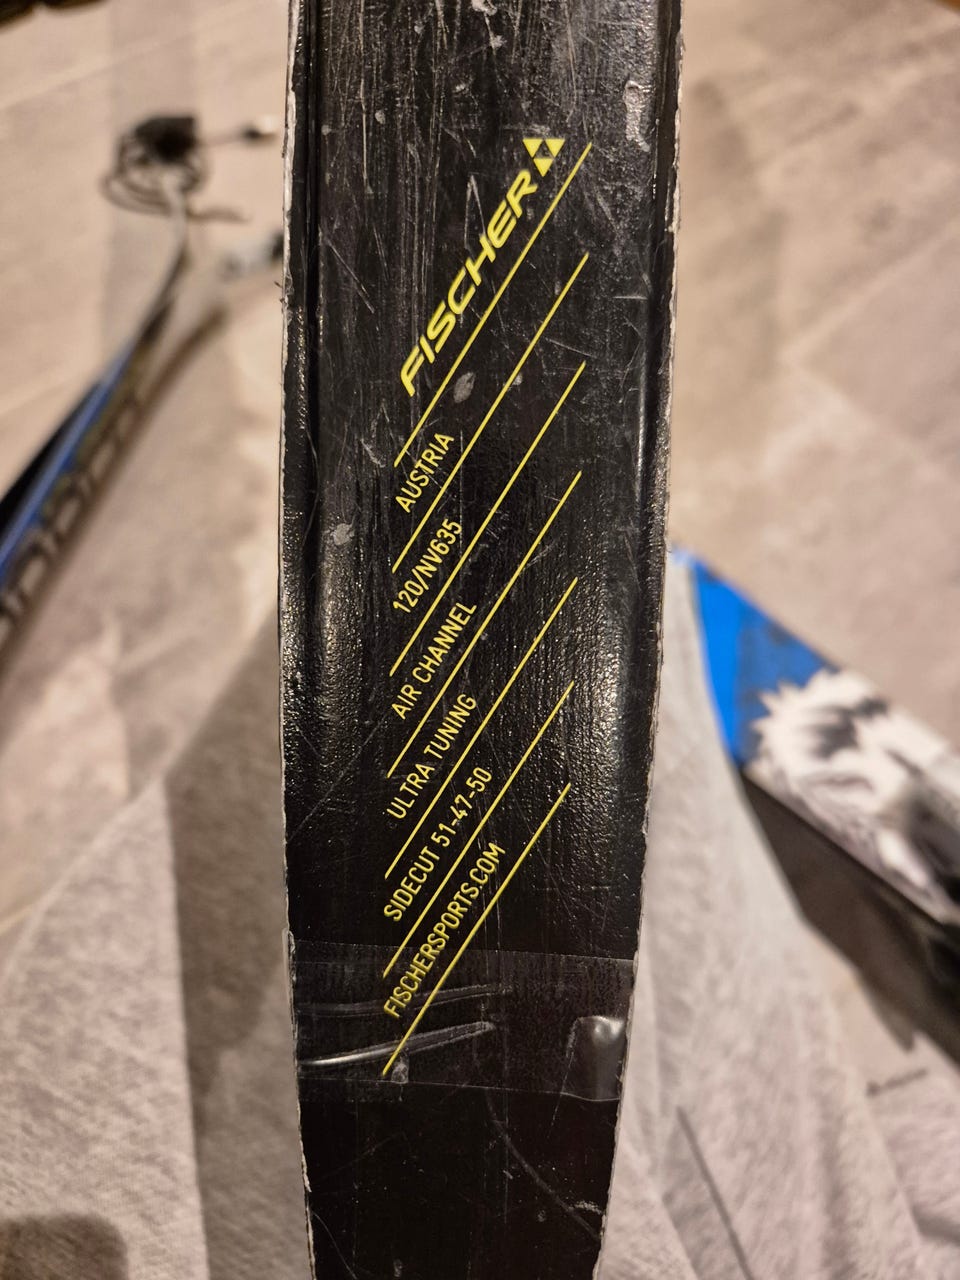 FISCHER
AUSTRIA
120/NV635
AIR CHANNEL
ULTRA TUNING
SIDECUT 51-47-50
FISCHERSPORTS.COM